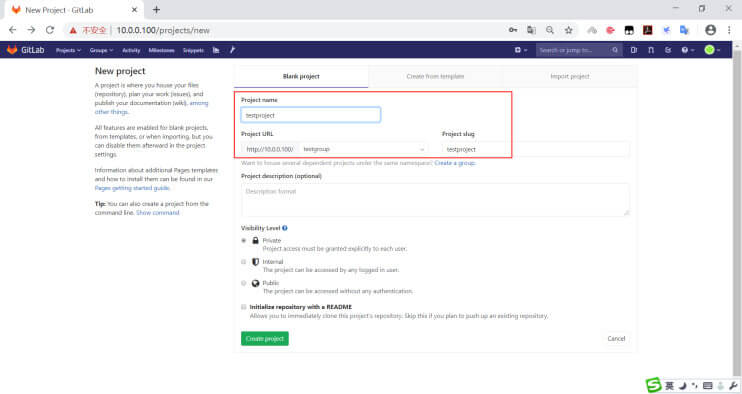 New Project - GitLab
不安全 10.0.0.100/projects/new
GitLab Projects Groups Activity Milestones Snippets Search or jump to...
New project
A project is where you house your files
(repository), plan your work (issues), and
publish your documentation (wiki), among
other things.
All features are enabled for blank projects,
from templates, or when importing, but you
can disable them afterward in the project
settings.
Information about additional Pages templates
and how to install them can be found in our
Pages getting started guide.
Tip: You can also create a project from the
command line. Show command
Blank project Create from template Import project
Project name
testproject
Project URL Project slug
http://10.0.0.100/ testgroup testproject
Want to house several dependent projects under the same namespace? Create a group.
Project description (optional)
Description format
Visibility Level
Private
Project access must be granted explicitly to each user.
Internal
The project can be accessed by any logged in user.
Public
The project can be accessed without any authentication.
Initialize repository with a README
Allows you to immediately clone this project's repository. Skip this if you plan to push up an existing repository.
Create project Cancel
英